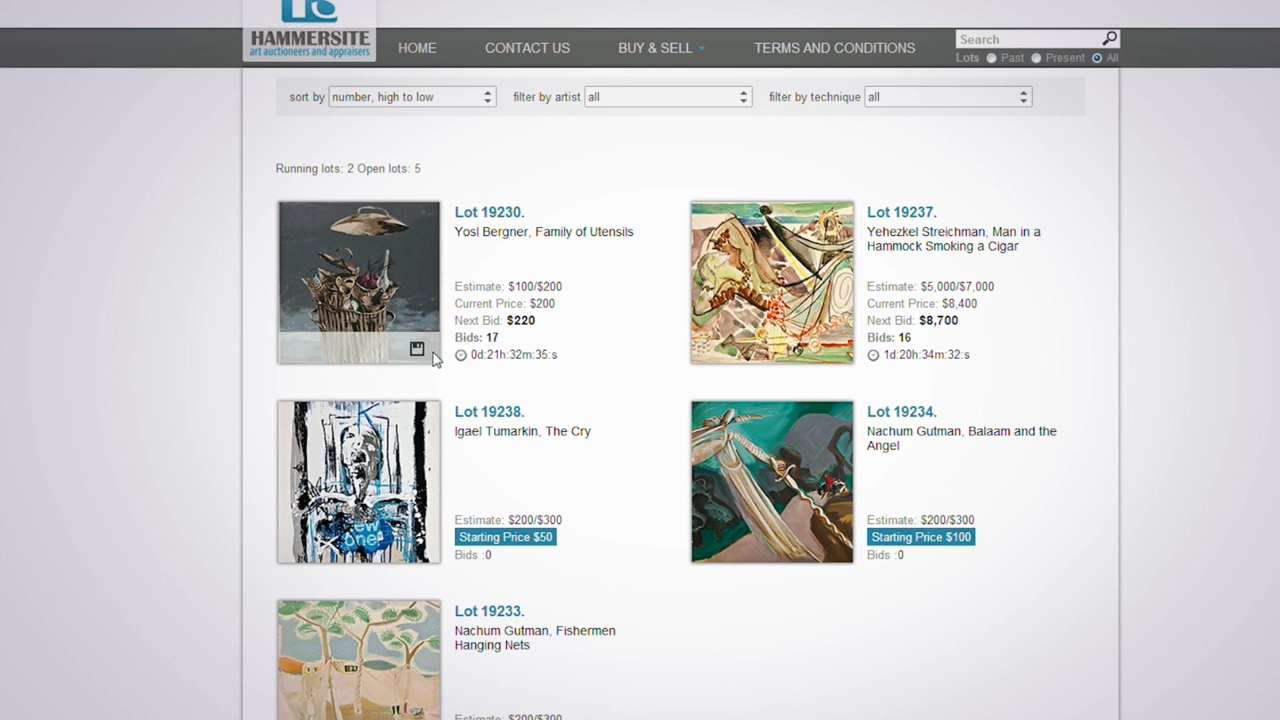 HAMMERSITE
art auctioneers and appraisers
HOME
CONTACT US
BUY & SELL
TERMS AND CONDITIONS
Search
Lots Past Present All
sort by number, high to low filter by artist all filter by technique all
Running lots: 2 Open lots: 5
Lot 19230.
Yosl Bergner, Family of Utensils
Estimate: $100/$200
Current Price: $200
Next Bid: $220
Bids: 17
0d:21h:32m:35:s
Lot 19237.
Yehezkel Streichman, Man in a
Hammock Smoking a Cigar
Estimate: $5,000/$7,000
Current Price: $8,400
Next Bid: $8,700
Bids: 16
1d:20h:34m:32:s
Lot 19238.
Igael Tumarkin, The Cry
Estimate: $200/$300
Starting Price $50
Bids :0
Lot 19234.
Nachum Gutman, Balaam and the
Angel
Estimate: $200/$300
Starting Price $100
Bids :0
Lot 19233.
Nachum Gutman, Fishermen
Hanging Nets
Estimate: $200/$300